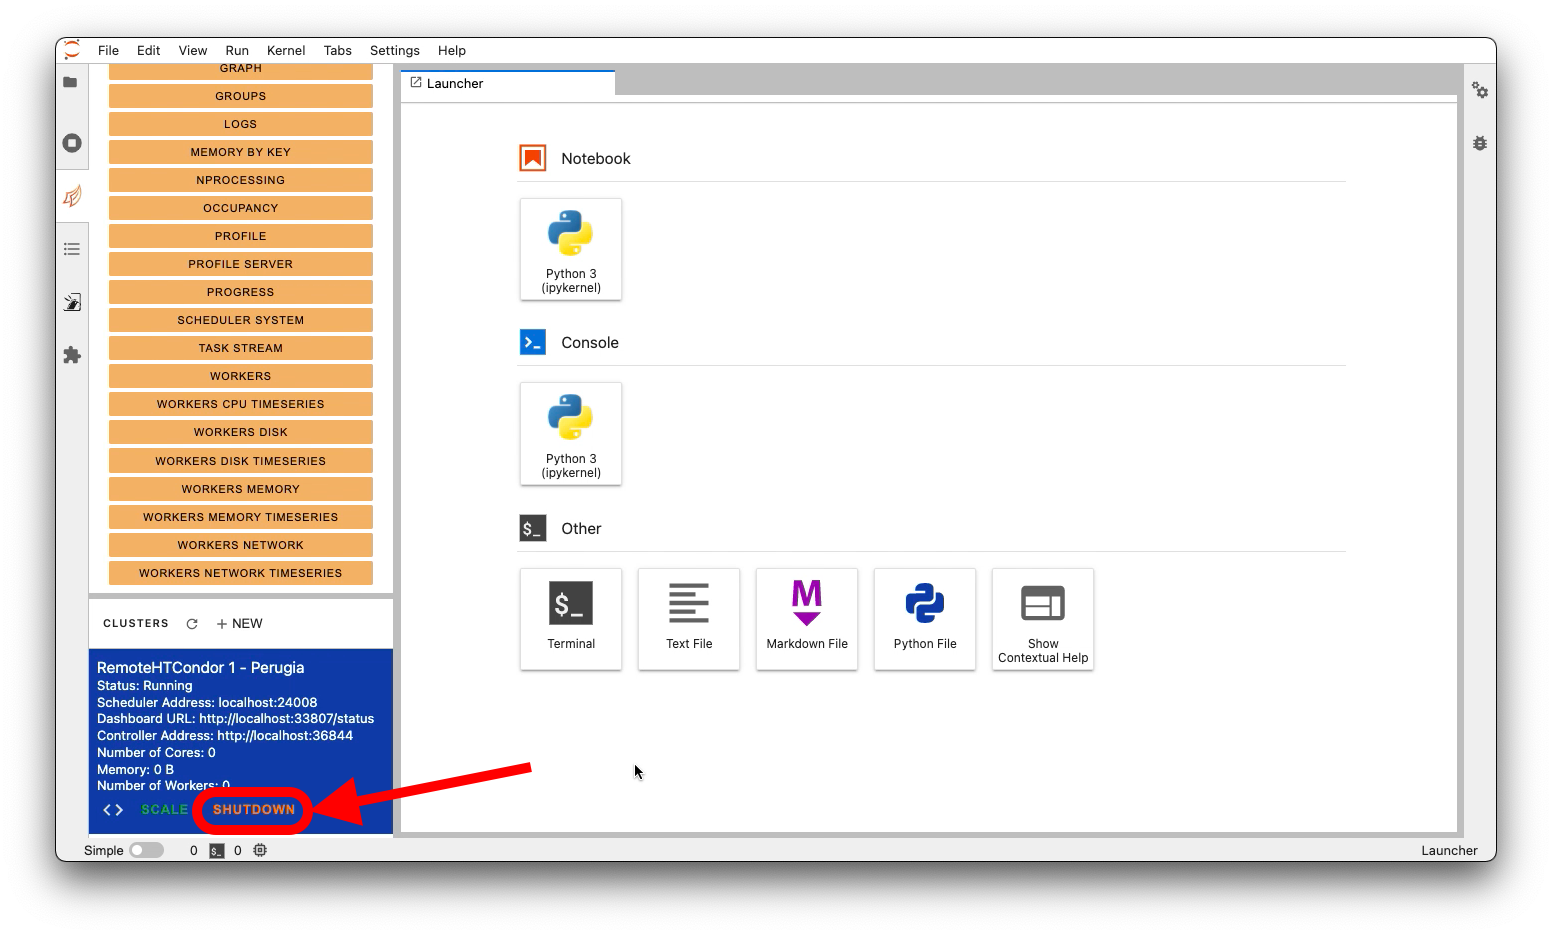 File Edit View Run Kernel Tabs Settings Help
GRAPH
GROUPS
LOGS
MEMORY BY KEY
NPROCESSING
OCCUPANCY
PROFILE
PROFILE SERVER
PROGRESS
SCHEDULER SYSTEM
TASK STREAM
WORKERS
WORKERS CPU TIMESERIES
WORKERS DISK
WORKERS DISK TIMESERIES
WORKERS MEMORY
WORKERS MEMORY TIMESERIES
WORKERS NETWORK
WORKERS NETWORK TIMESERIES
CLUSTERS + NEW
RemoteHTCondor 1 - Perugia
Status: Running
Scheduler Address: localhost:24008
Dashboard URL: http://localhost:33807/status
Controller Address: http://localhost:36844
Number of Cores: 0
Memory: 0 B
Number of Workers: 0
<> SCALE SHUTDOWN
Launcher
Notebook
Python 3
(ipykernel)
>_ Console
Python 3
(ipykernel)
$_ Other
$_
Terminal
Text File
M
Markdown File
Python File
Show
Contextual Help
Simple 0 $_ 0
Launcher